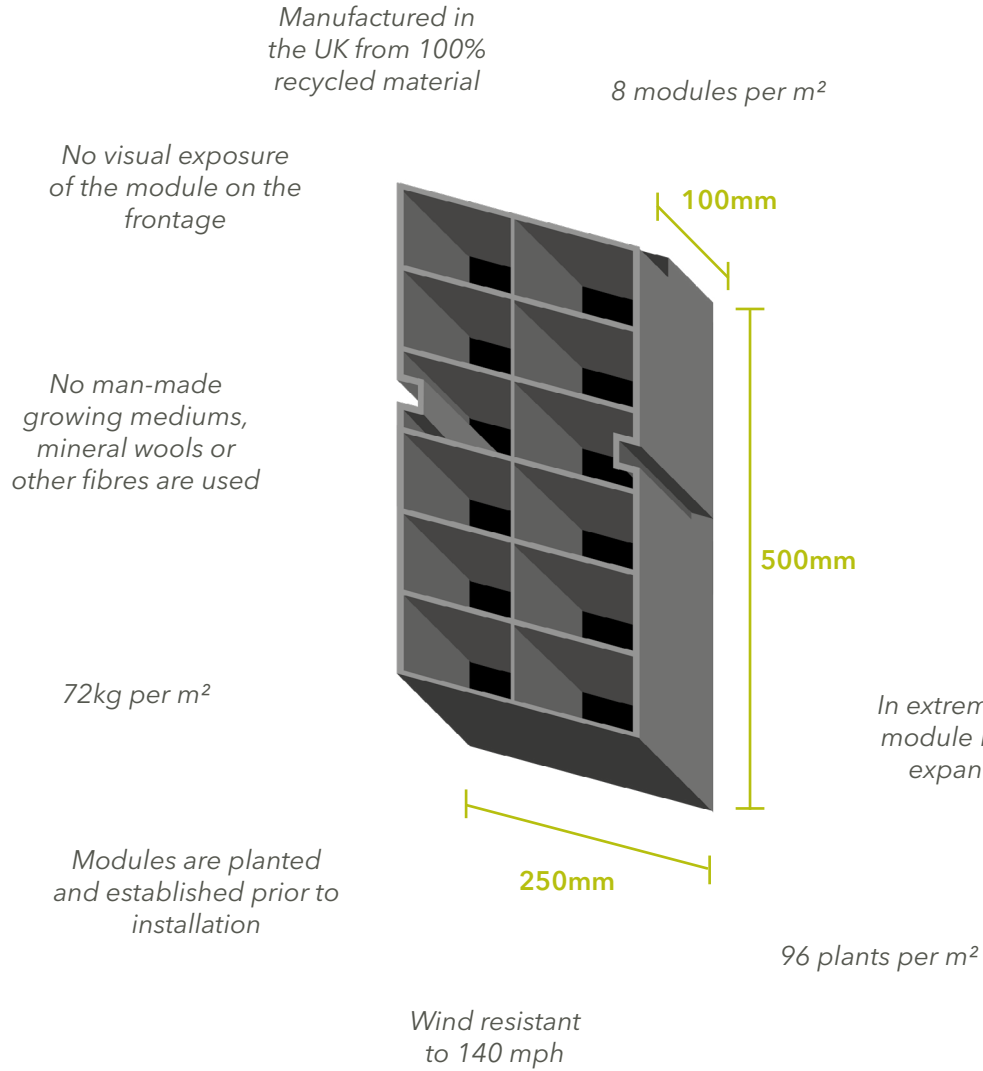 Manufactured in
the UK from 100%
recycled material
8 modules per m²
No visual exposure
of the module on the
frontage
100mm
No man-made
growing mediums,
mineral wools or
other fibres are used
500mm
72kg per m²
In
module
Modules are planted
and established prior to
installation
250mm
96 plants per m²
Wind resistant
to 140 mph